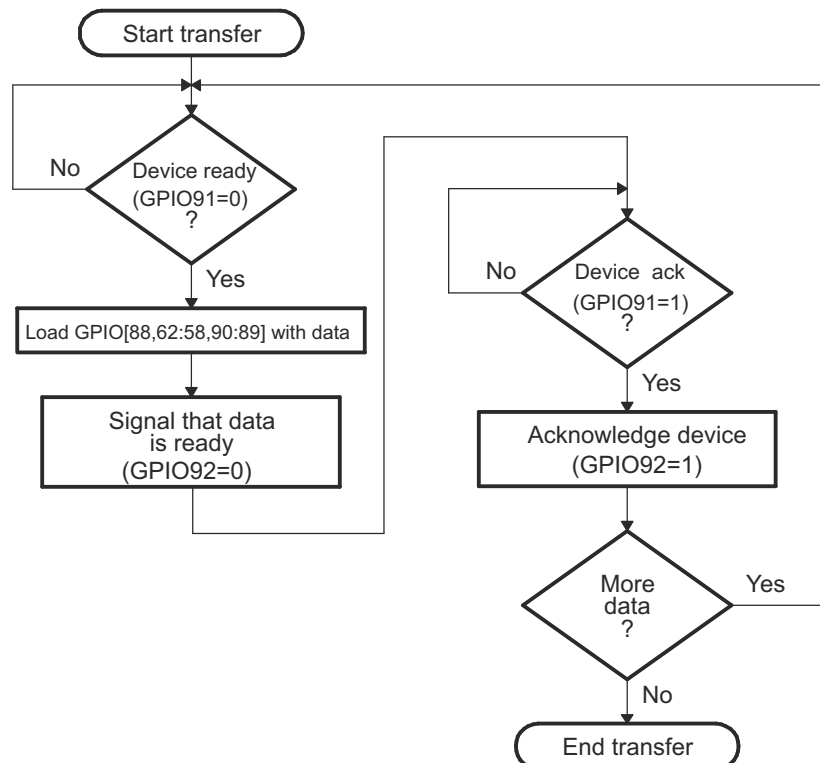 Start transfer
No
Device ready
(GPIO91=0)
?
Yes
Load GPIO[88,62:58,90:89] with data
Signal that data
is ready
(GPIO92=0)
No
Device ack
(GPIO91=1)
?
Yes
Acknowledge device
(GPIO92=1)
More
data
?
Yes
No
End transfer